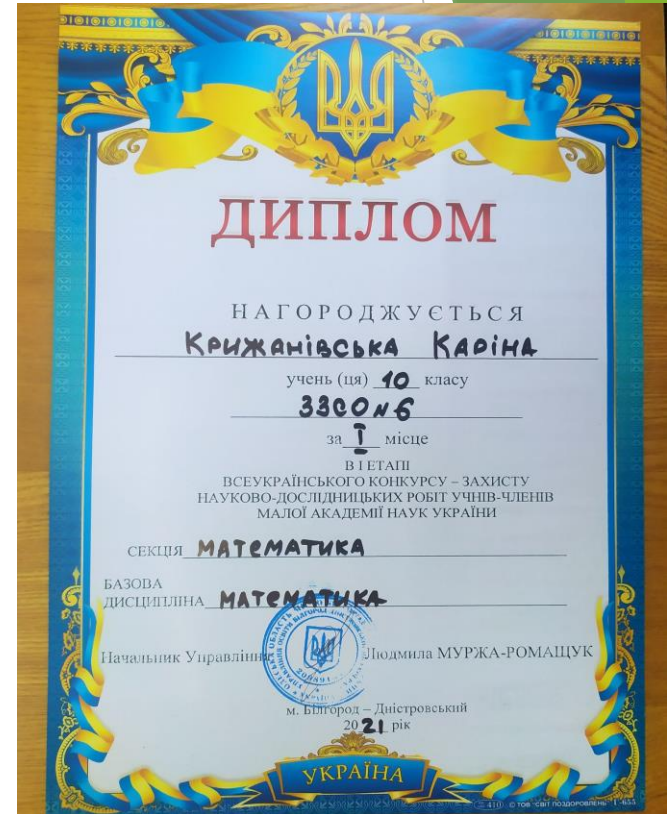 ДИПЛОМ
НАГОРОДЖУЄТЬСЯ
Крижанівська Каріна
учень (ця) 10 класу
ЗЗСО №6
за І місце
В І ЕТАПІ
ВСЕУКРАЇНСЬКОГО КОНКУРСУ – ЗАХИСТУ
НАУКОВО-ДОСЛІДНИЦЬКИХ РОБІТ УЧНІВ-ЧЛЕНІВ
МАЛОЇ АКАДЕМІЇ НАУК УКРАЇНИ
СЕКЦІЯ МАТЕМАТИКА
БАЗОВА
ДИСЦИПЛІНА МАТЕМАТИКА
Начальник Управління Людмила МУРЖА-РОМАЩУК
м. Білгород – Дністровський
2021 рік
УКРАЇНА